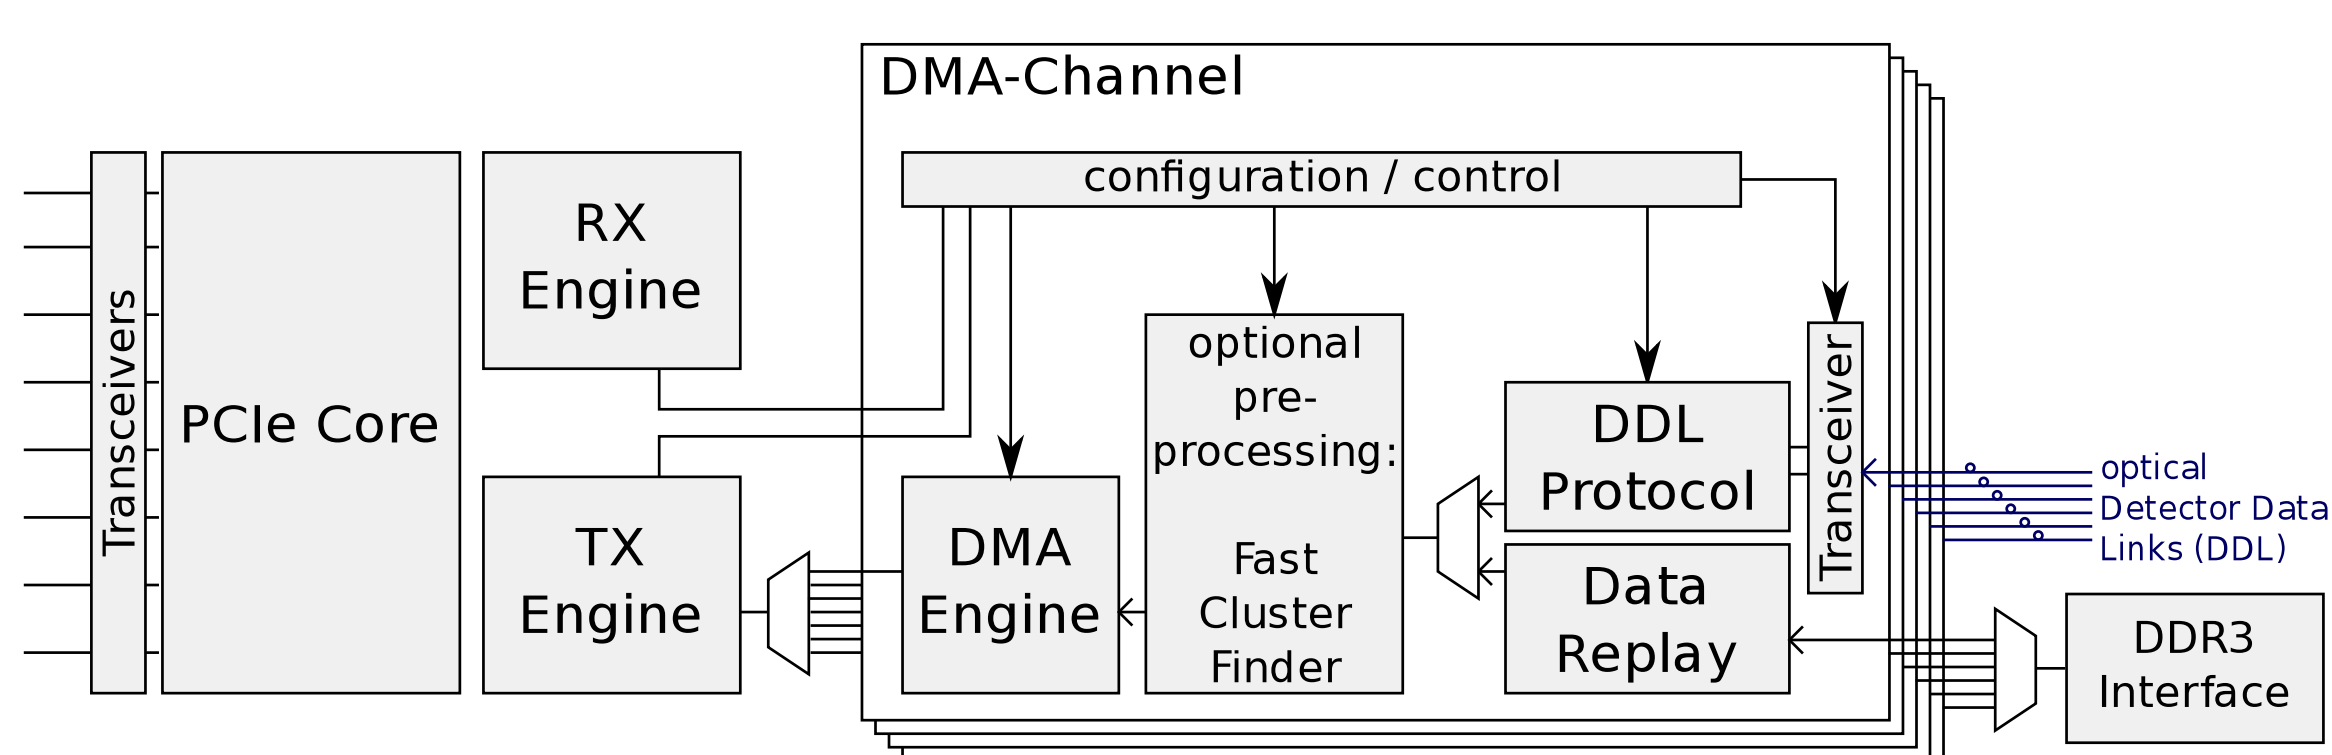 DMA-Channel
configuration / control
Transceivers
PCIe Core
RX
Engine
TX
Engine
DMA
Engine
optional
pre-
processing:
Fast
Cluster
Finder
DDL
Protocol
Data
Replay
Transceiver
optical
Detector Data
Links (DDL)
DDR3
Interface